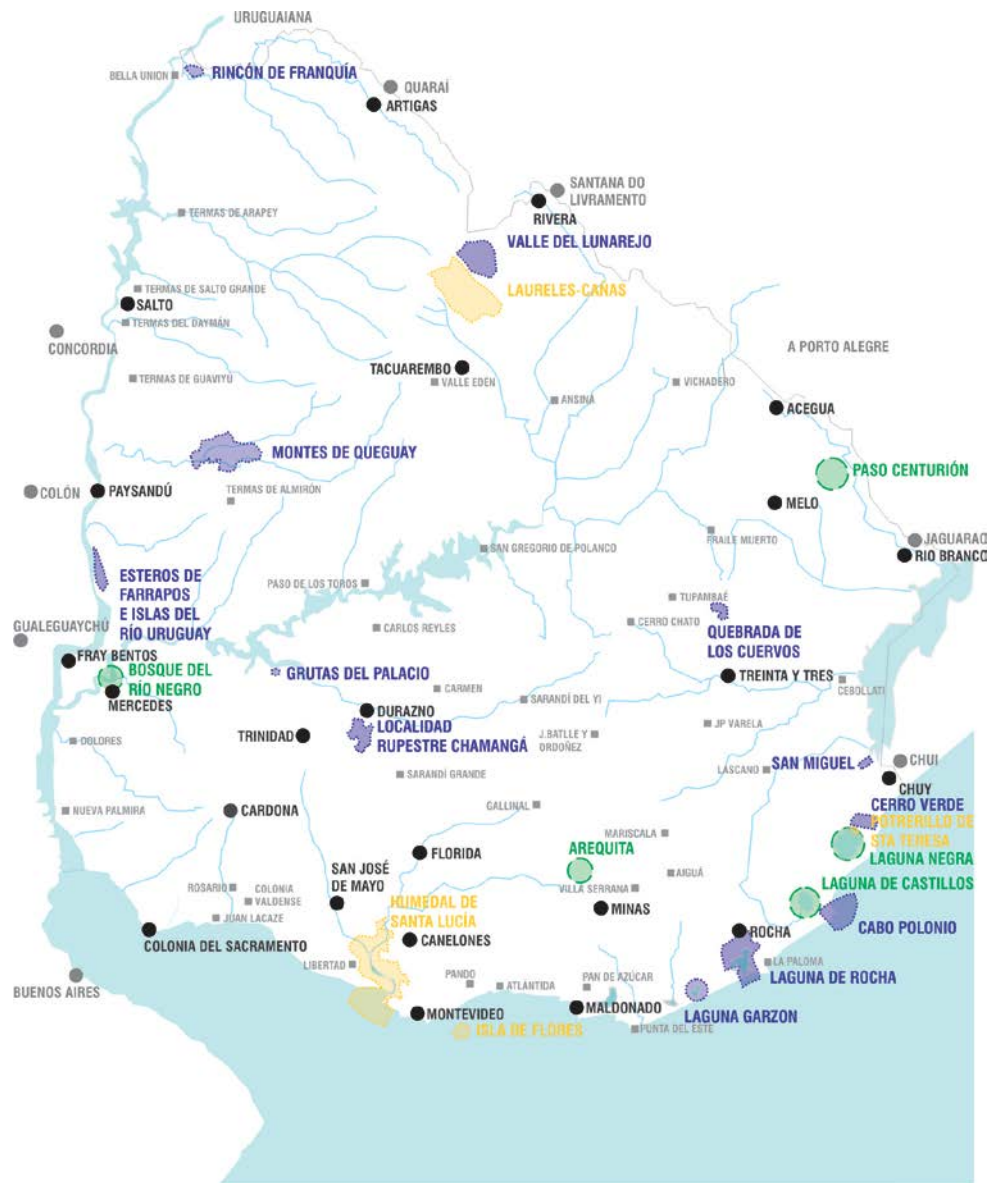 URUGUAIANA
BELLA UNION
RINCÓN DE FRANQUÍA
QUARAÍ
ARTIGAS
SANTANA DO
LIVRAMENTO
RIVERA
TERMAS DE ARAPEY
VALLE DEL LUNAREJO
LAURELES-CAÑAS
TERMAS DE SALTO GRANDE
SALTO
TERMAS DEL DAYMÁN
CONCORDIA
A PORTO ALEGRE
TACUAREMBO
TERMAS DE GUAVIYÚ
VALLE EDEN
VICHADERO
ANSINÁ
ACEGUA
MONTES DE QUEGUAY
PASO CENTURIÓN
COLÓN
PAYSANDÚ
TERMAS DE ALMIRÓN
MELO
FRAILE MUERTO
JAGUARAO
RIO BRANCO
SAN GREGORIO DE POLANCO
ESTEROS DE
FARRAPOS
E ISLAS DEL
RÍO URUGUAY
PASO DE LOS TOROS
TUPAMBAÉ
CERRO CHATO
QUEBRADA DE
LOS CUERVOS
GUALEGUAYCHÚ
CARLOS REYLES
FRAY BENTOS
BOSQUE DEL
RÍO NEGRO
MERCEDES
GRUTAS DEL PALACIO
TREINTA Y TRES
CEBOLLATI
CARMEN
SARANDÍ DEL YI
DURAZNO
LOCALIDAD
RUPESTRE CHAMANGÁ
TRINIDAD
DOLORES
J.BATLLE Y
ORDOÑEZ
JP VARELA
SAN MIGUEL
CHUI
LASCANO
SARANDÍ GRANDE
CHUY
NUEVA PALMIRA
CARDONA
GALLINAL
CERRO VERDE
POTRERILLO DE
STA TERESA
MARISCALA
AREQUITA
LAGUNA NEGRA
FLORIDA
SAN JOSÉ
DE MAYO
AIGUÁ
LAGUNA DE CASTILLOS
ROSARIO
COLONIA
VALDENSE
VILLA SERRANA
HUMEDAL DE
SANTA LUCÍA
MINAS
JUAN LACAZE
CABO POLONIO
ROCHA
COLONIA DEL SACRAMENTO
CANELONES
LIBERTAD
LA PALOMA
BUENOS AIRES
PANDO
PAN DE AZÚCAR
LAGUNA DE ROCHA
ATLÁNTIDA
MONTEVIDEO
MALDONADO
LAGUNA GARZON
ISLA DE FLORES
PUNTA DEL ESTE